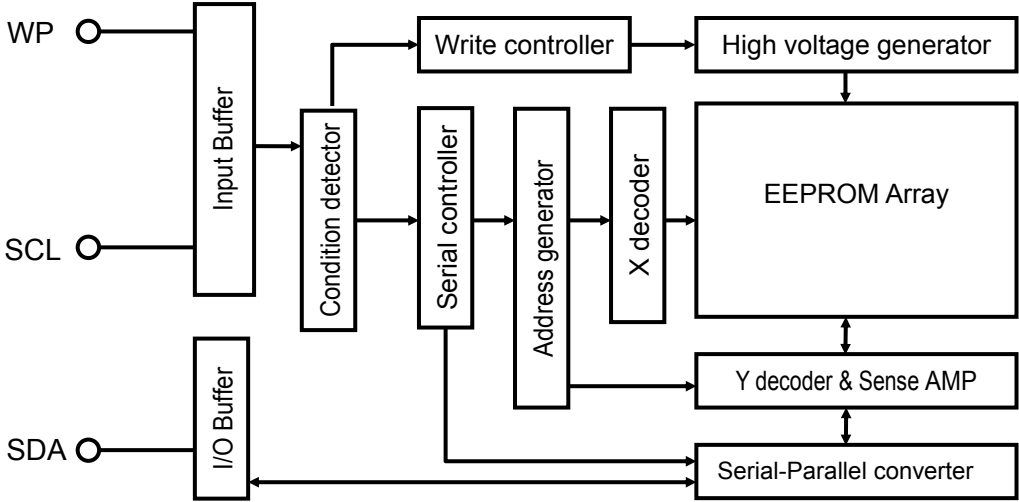 WP
Write controller
High voltage generator
Input Buffer
Condition detector
Serial controller
Address generator
X decoder
EEPROM Array
SCL
I/O Buffer
Y decoder & Sense AMP
SDA
Serial-Parallel converter